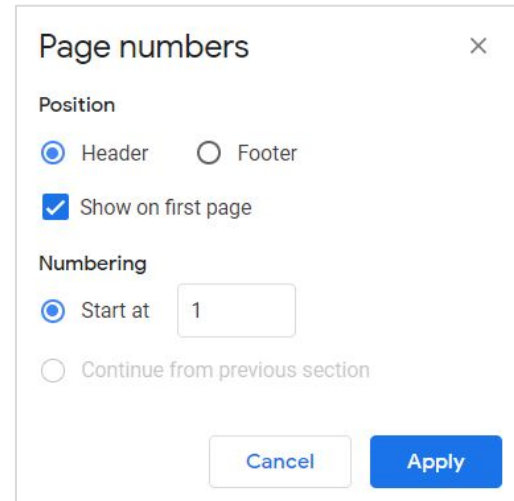 Page numbers
Position
Header Footer
Show on first page
Numbering
Start at 1
Continue from previous section
Cancel Apply